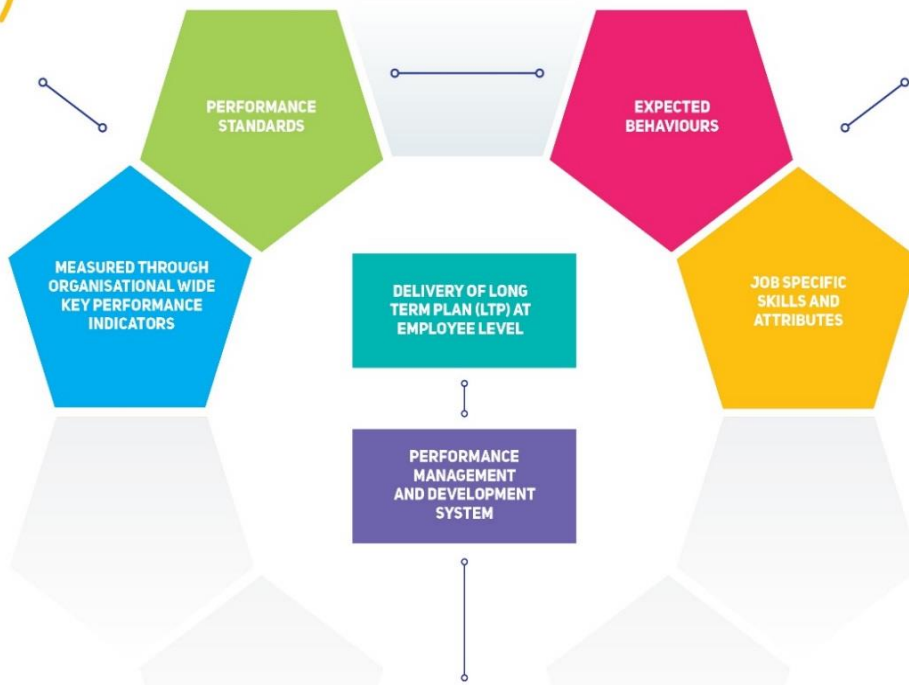 PERFORMANCE
STANDARDS
EXPECTED
BEHAVIOURS
MEASURED THROUGH
ORGANISATIONAL WIDE
KEY PERFORMANCE
INDICATORS
DELIVERY OF LONG
TERM PLAN (LTP) AT
EMPLOYEE LEVEL
JOB SPECIFIC
SKILLS AND
ATTRIBUTES
PERFORMANCE
MANAGEMENT
AND DEVELOPMENT
SYSTEM